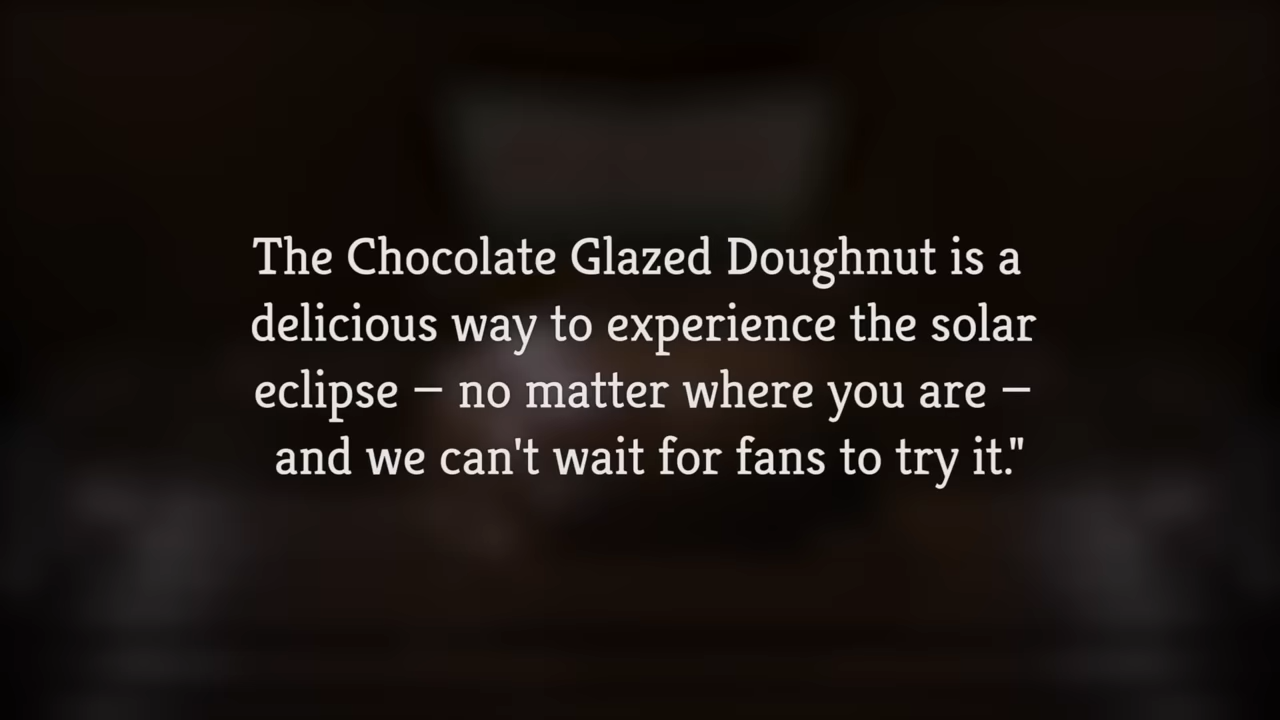 The Chocolate Glazed Doughnut is a
delicious way to experience the solar
eclipse – no matter where you are –
and we can't wait for fans to try it."